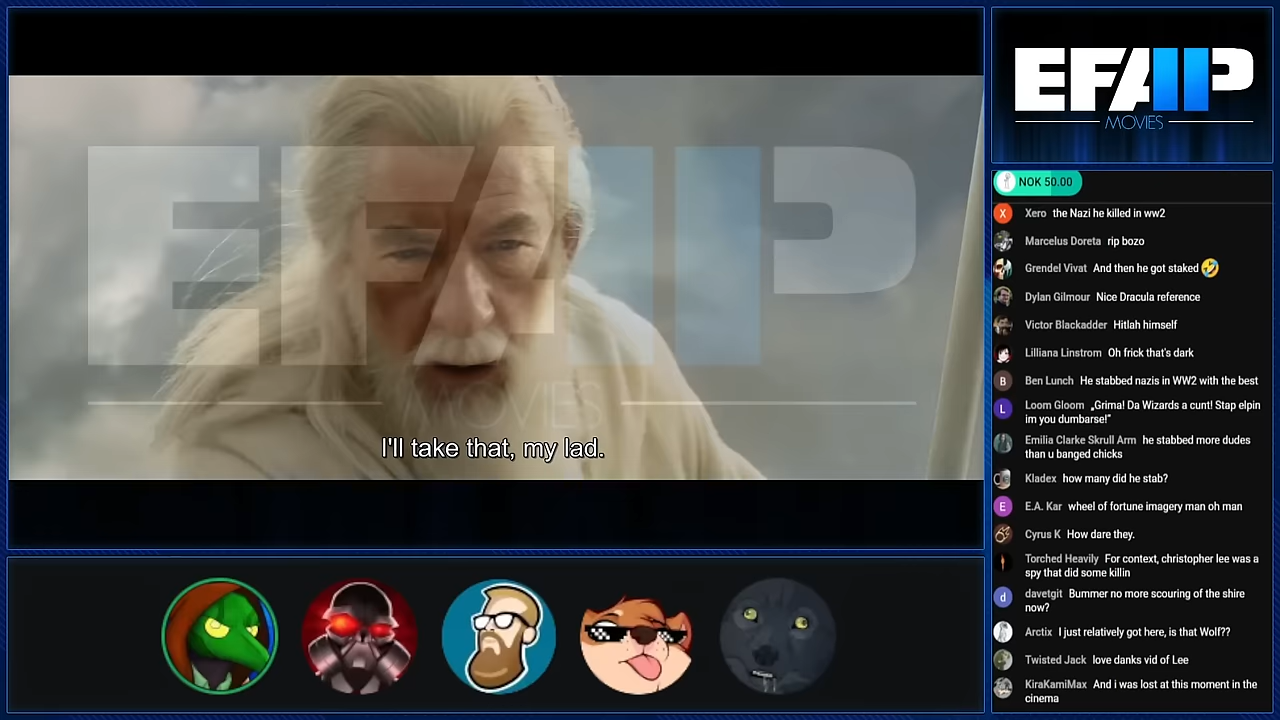 EFAP
MOVIES
I'll take that, my lad.
EFAP
MOVIES
NOK 50.00
Xero the Nazi he killed in ww2
Marcelus Doreta rip bozo
Grendel Vivat And then he got staked🤣
Dylan Gilmour Nice Dracula reference
Victor Blackadder Hitlah himself
Lilliana Linstrom Oh frick that's dark
B Ben Lunch He stabbed nazis in WW2 with the best
L Loom Gloom „Grima! Da Wizards a cunt! Stap elpin
im you dumbarse!"
Emilia Clarke Skrull Arm he stabbed more dudes
than u banged chicks
Kladex how many did he stab?
E E.A. Kar wheel of fortune imagery man oh man
Cyrus K How dare they.
Torched Heavily For context, christopher lee was a
spy that did some killin
d davetgit Bummer no more scouring of the shire
now?
Arctix I just relatively got here, is that Wolf??
Twisted Jack love danks vid of Lee
KiraKamiMax And i was lost at this moment in the
cinema